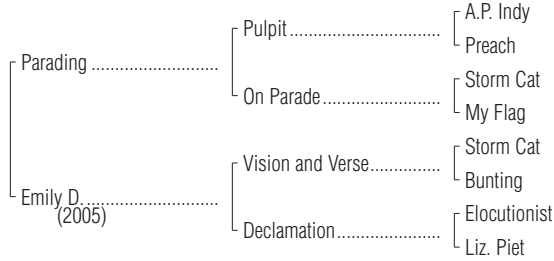 A.P. Indy
Pulpit
Preach
Parading
Storm Cat
On Parade
My Flag
Storm Cat
Vision and Verse
Bunting
Emily D.
(2005)
Elocutionist
Declamation
Liz. Piet